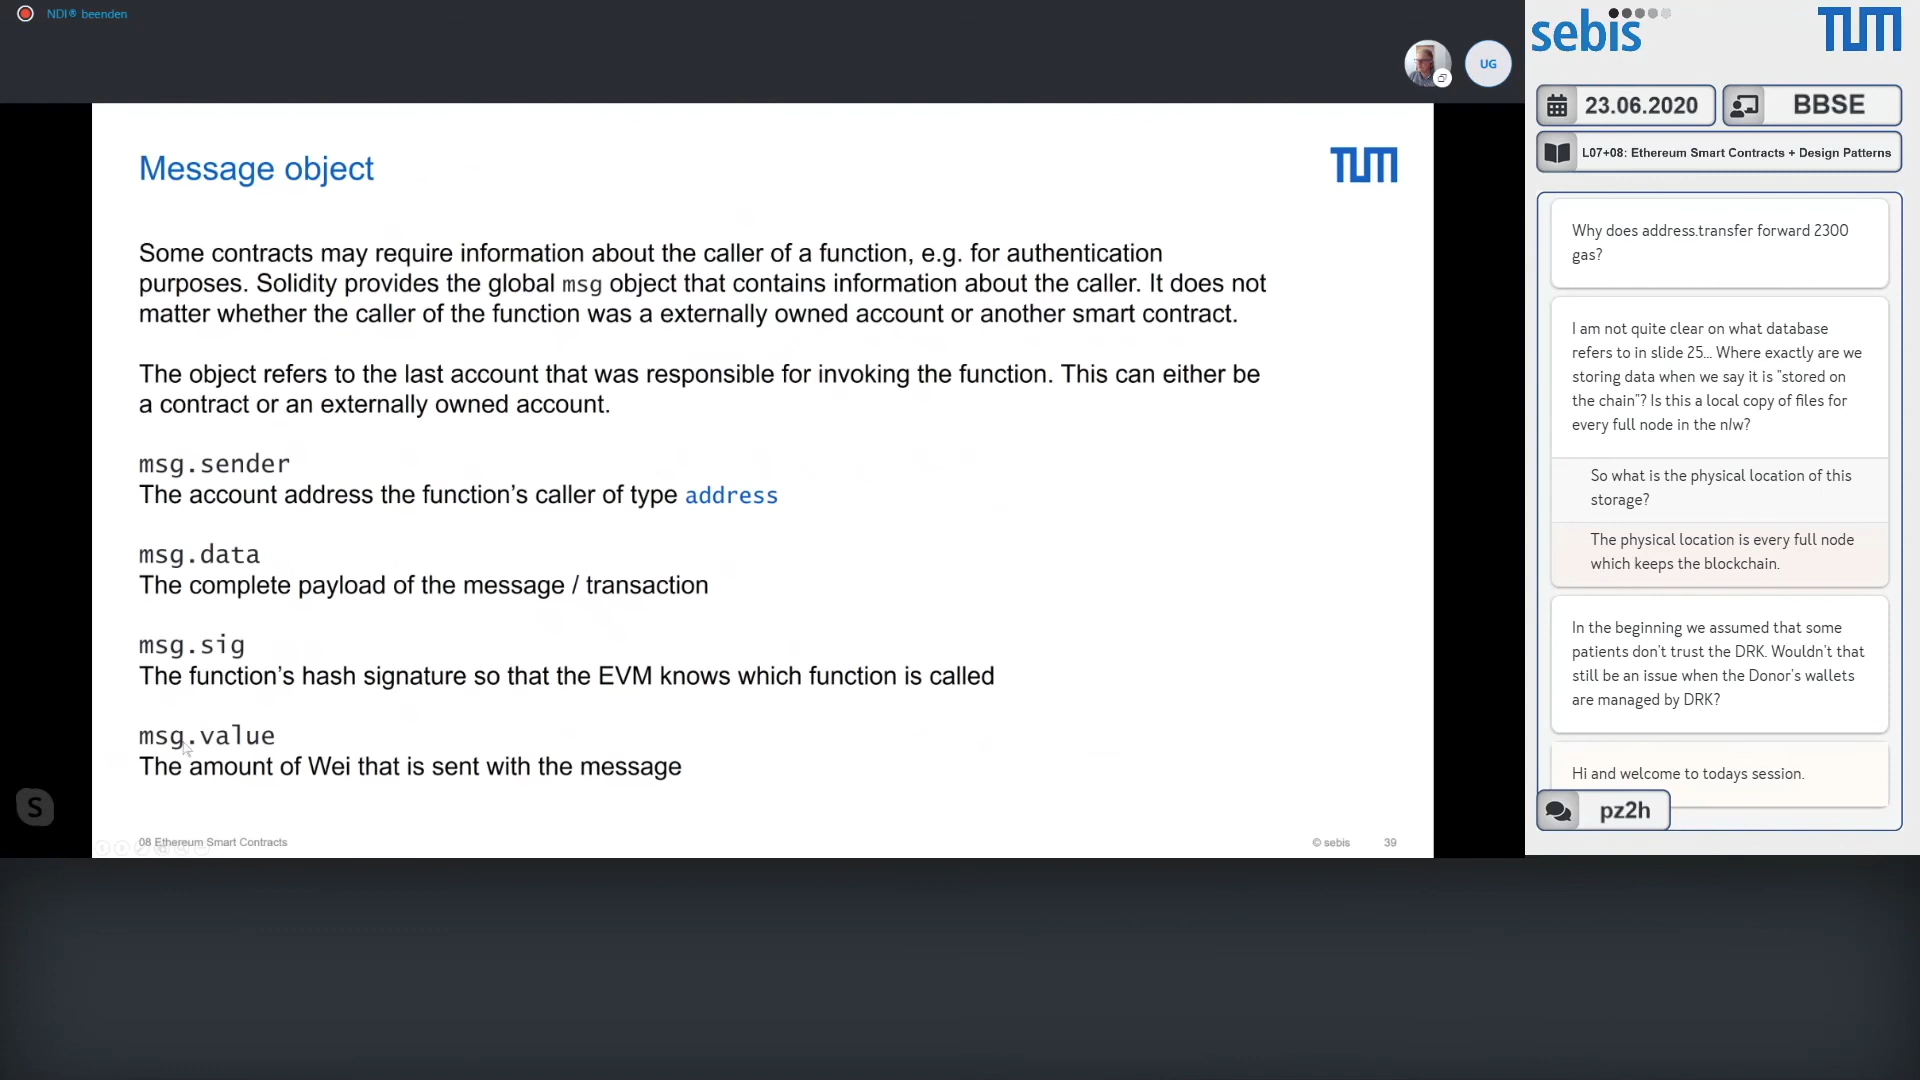 NDI® beenden
UG
Message object
TUM
Some contracts may require information about the caller of a function, e.g. for authentication
purposes. Solidity provides the global msg object that contains information about the caller. It does not
matter whether the caller of the function was a externally owned account or another smart contract.
The object refers to the last account that was responsible for invoking the function. This can either be
a contract or an externally owned account.
msg.sender
The account address the function's caller of type address
msg.data
The complete payload of the message / transaction
msg.sig
The function's hash signature so that the EVM knows which function is called
msg.value
The amount of Wei that is sent with the message
S
08 Ethereum Smart Contracts
© sebis
39
sebis
TUM
23.06.2020
BBSE
L07+08: Ethereum Smart Contracts + Design Patterns
Why does address.transfer forward 2300
gas?
I am not quite clear on what database
refers to in slide 25... Where exactly are we
storing data when we say it is "stored on
the chain"? Is this a local copy of files for
every full node in the n/w?
So what is the physical location of this
storage?
The physical location is every full node
which keeps the blockchain.
In the beginning we assumed that some
patients don't trust the DRK. Wouldn't that
still be an issue when the Donor's wallets
are managed by DRK?
Hi and welcome to todays session.
pz2h